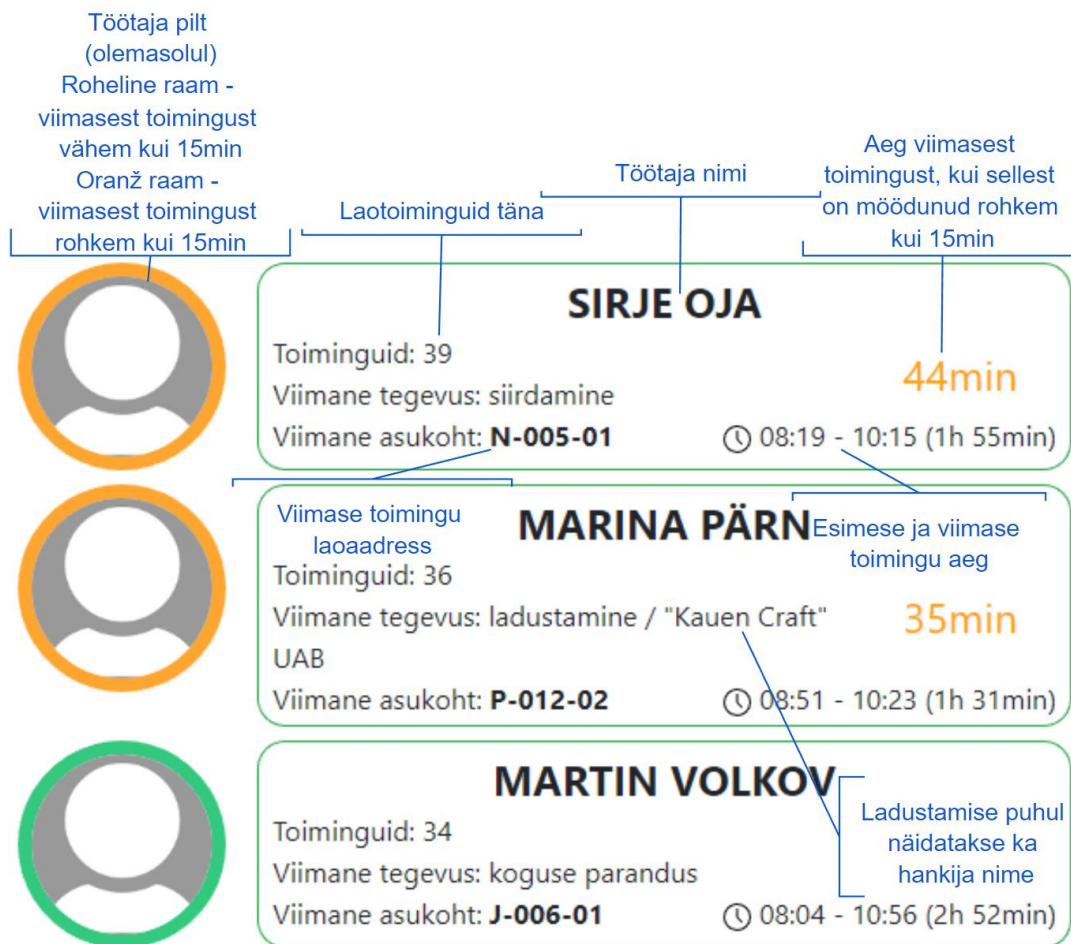 Töötaja pilt
(olemasolul)
Roheline raam -
viimasest toimingust
vähem kui 15min
Oranž raam -
viimasest toimingust
rohkem kui 15min
Laotoiminguid täna
Töötaja nimi
Aeg viimasest
toimingust, kui sellest
on möödunud rohkem
kui 15min
SIRJE OJA
Toiminguid: 39
44min
Viimane tegevus: siirdamine
Viimane asukoht: N-005-01
08:19 - 10:15 (1h 55min)
Viimase toimingu
laoaadress
MARINA PÄRN
Esimese ja viimase
toimingu aeg
Toiminguid: 36
Viimane tegevus: ladustamine / "Kauen Craft"
UAB
35min
Viimane asukoht: P-012-02
08:51 - 10:23 (1h 31min)
MARTIN VOLKOV
Toiminguid: 34
Viimane tegevus: koguse parandus
Viimane asukoht: J-006-01
08:04 - 10:56 (2h 52min)
Ladustamise puhul
näidatakse ka
hankija nime